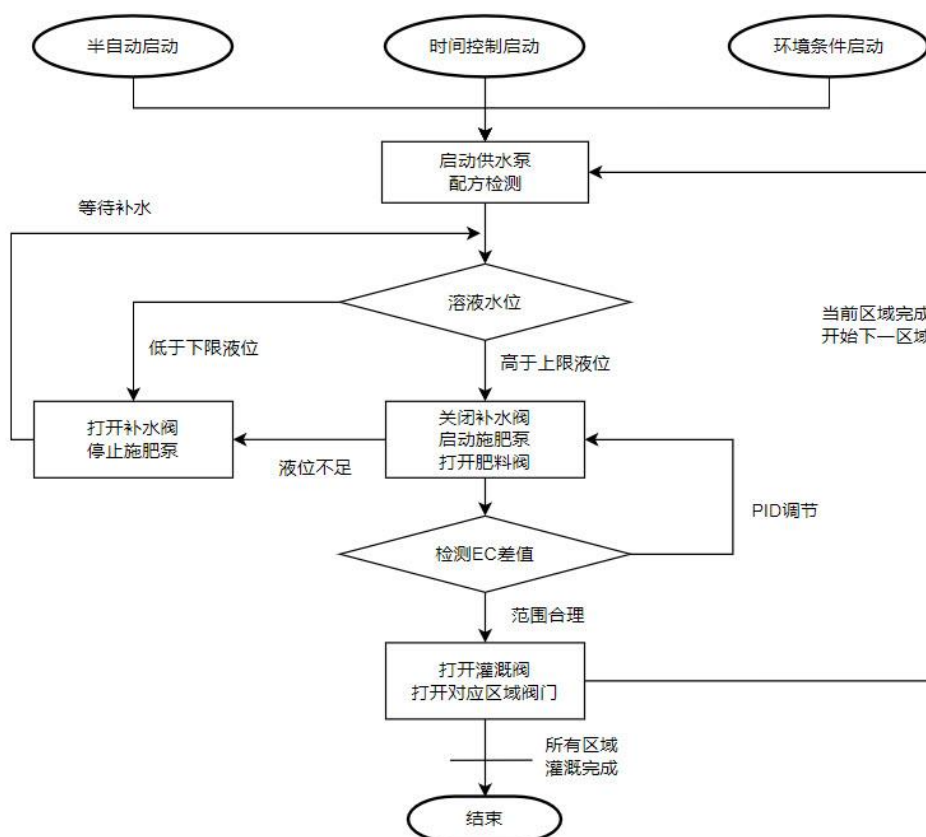 半自动启动
时间控制启动
环境条件启动
启动供水泵
配方检测
等待补水
溶液水位
当前区域完成
开始下一区域
低于下限液位
高于上限液位
打开补水阀
停止施肥泵
关闭补水阀
启动施肥泵
打开肥料阀
液位不足
PID调节
检测EC差值
范围合理
打开灌溉阀
打开对应区域阀门
所有区域
灌溉完成
结束